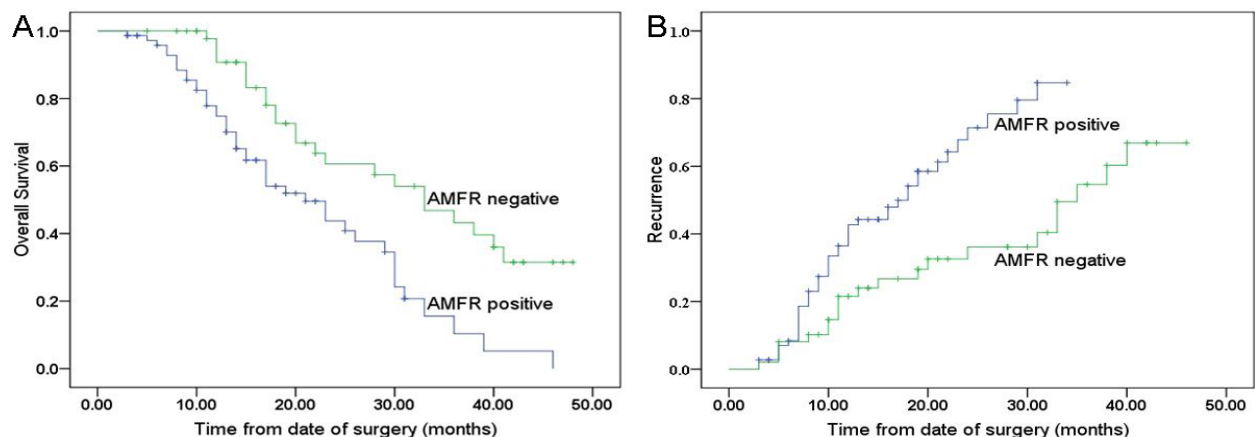 A
Overall Survival
1.0
0.8
0.6
0.4
0.2
0.0
AMFR negative
AMFR positive
0.00 10.00 20.00 30.00 40.00 50.00
Time from date of surgery (months)
B
Recurrence
1.0
0.8
0.6
0.4
0.2
0.0
AMFR positive
AMFR negative
0.00 10.00 20.00 30.00 40.00 50.00
Time from date of surgery (months)